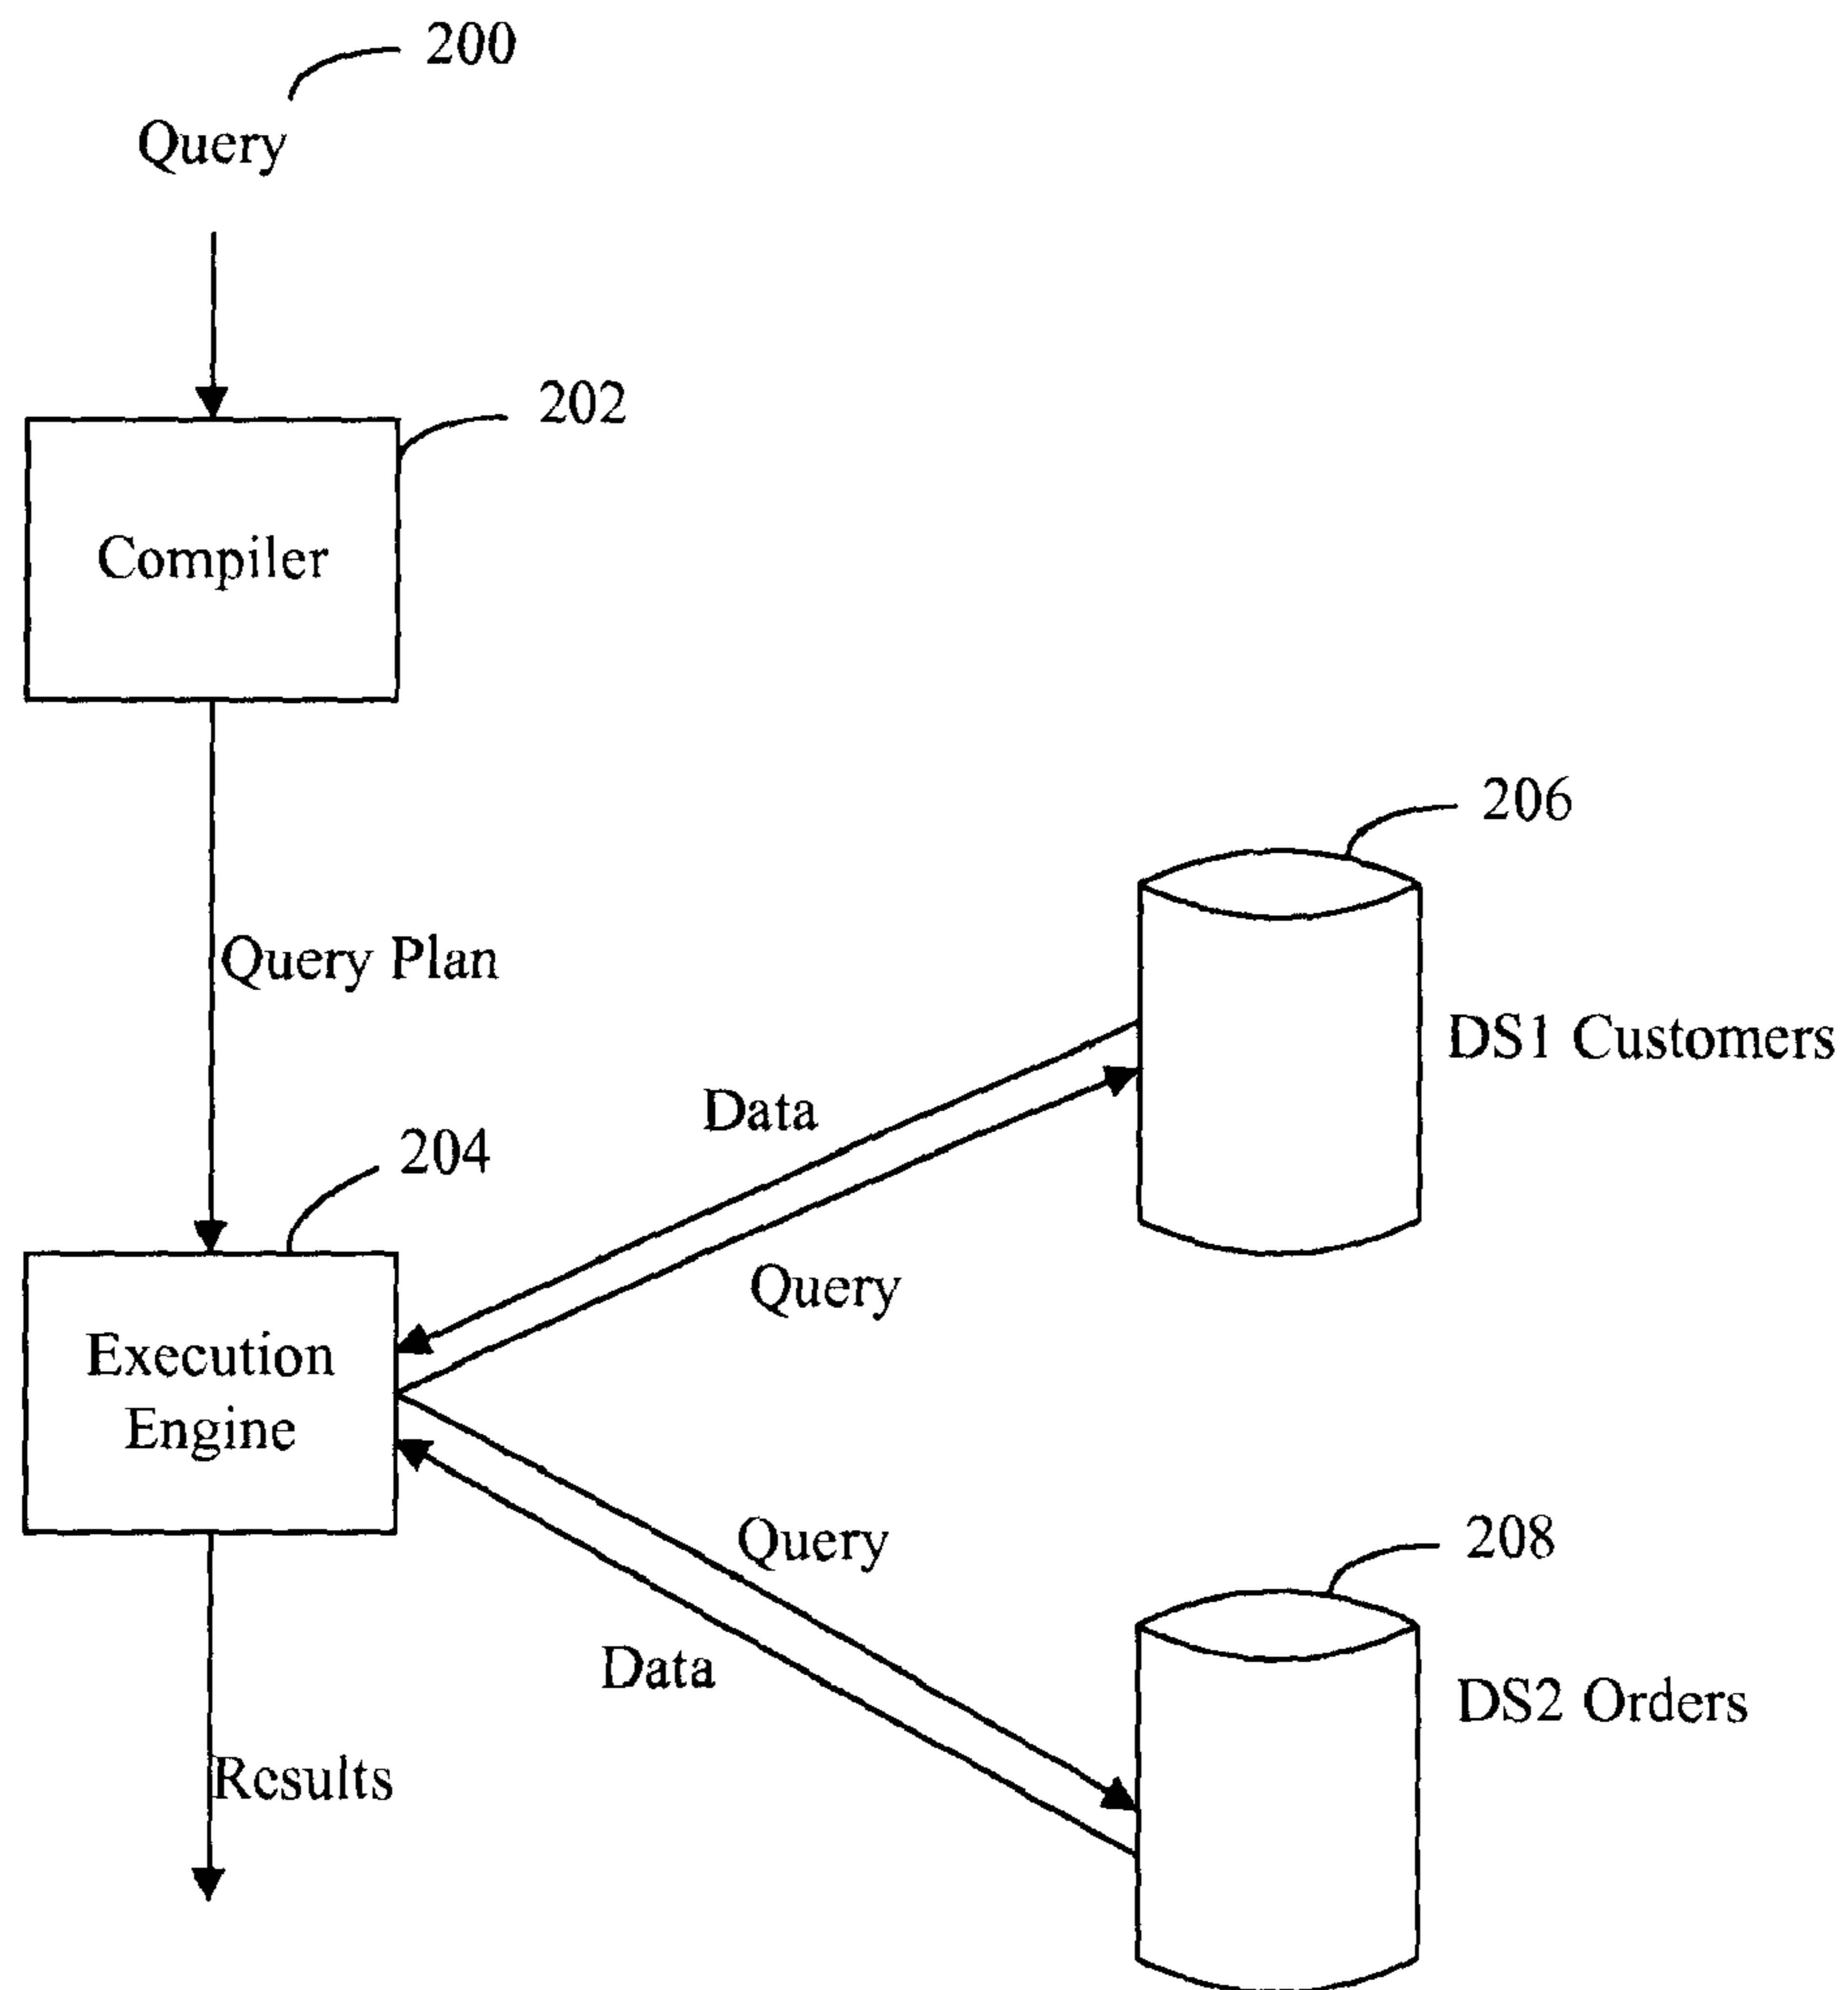 200
Query
202
Compiler
206
Query Plan
DS1 Customers
Data
204
Query
Execution
Engine
Query
208
Data
DS2 Orders
Results